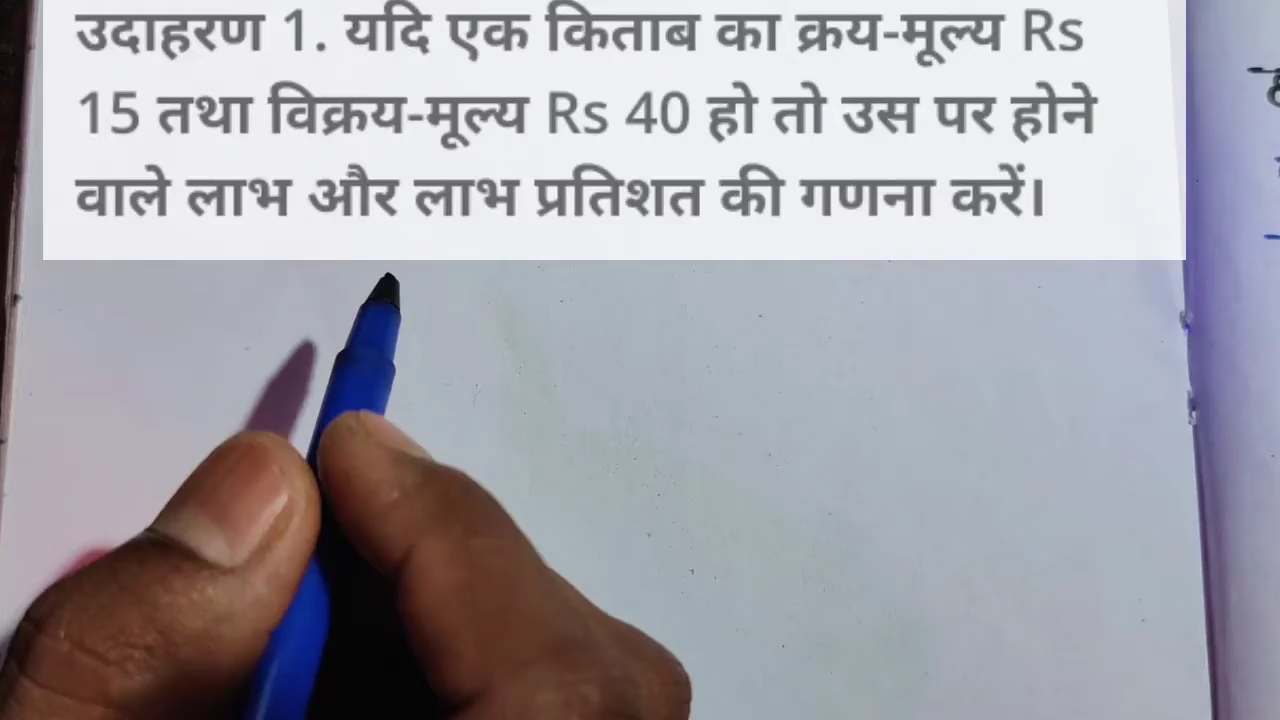 उदाहरण 1. यदि एक किताब का क्रय-मूल्य Rs
15 तथा विक्रय-मूल्य Rs 40 हो तो उस पर होने
वाले लाभ और लाभ प्रतिशत की गणना करें।